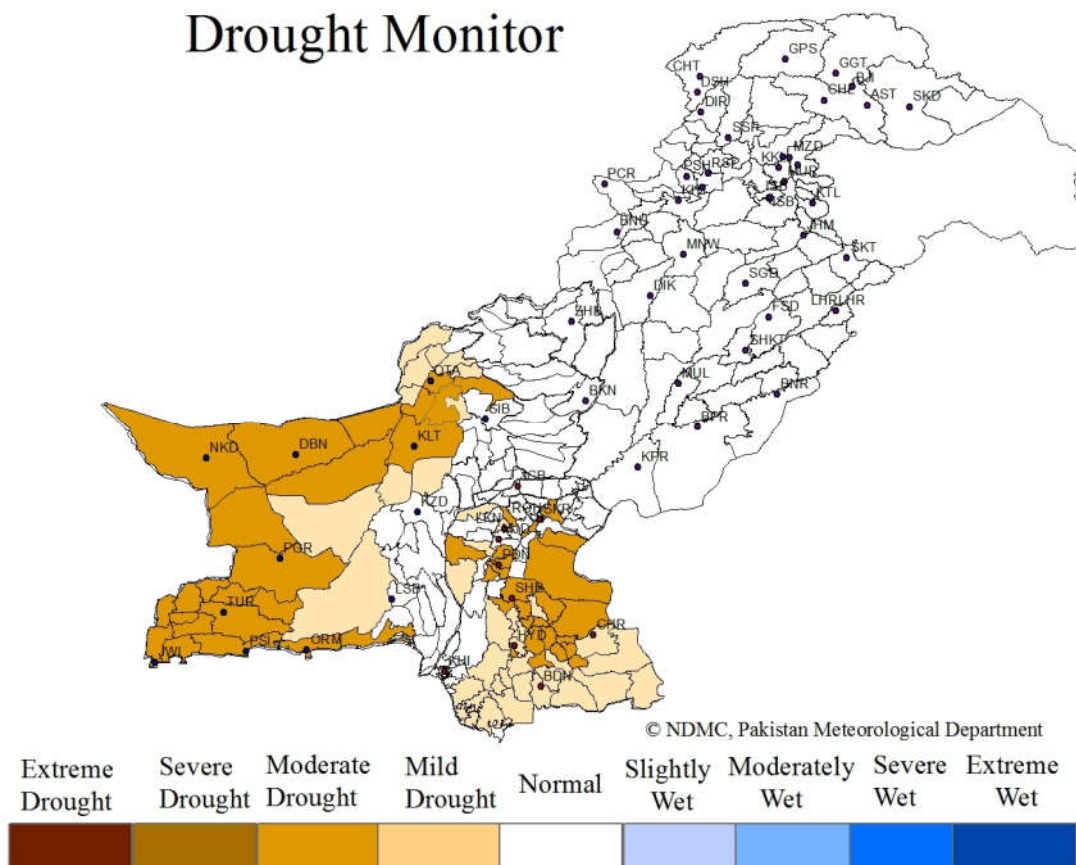 Drought Monitor
GPS
CHT
GGT
BJI
DSH
CHL
AST
SKD
DIR
MZD
PCR
KTL
BNU
JHM
MNW
SKT
SGD
DIK
LHR
LHR
FSD
ZHB
SHKT
QTA
MUL
BNR
BKN
SIB
BPR
KLT
DBN
NKD
KPR
KZD
PDN
PGR
SHB
LSB
TUR
CHR
HYD
ORM
PSI
JWI
KHI
BDN
© NDMC, Pakistan Meteorological Department
Extreme Drought
Severe Drought
Moderate Drought
Mild Drought
Normal
Slightly Wet
Moderately Wet
Severe Wet
Extreme Wet